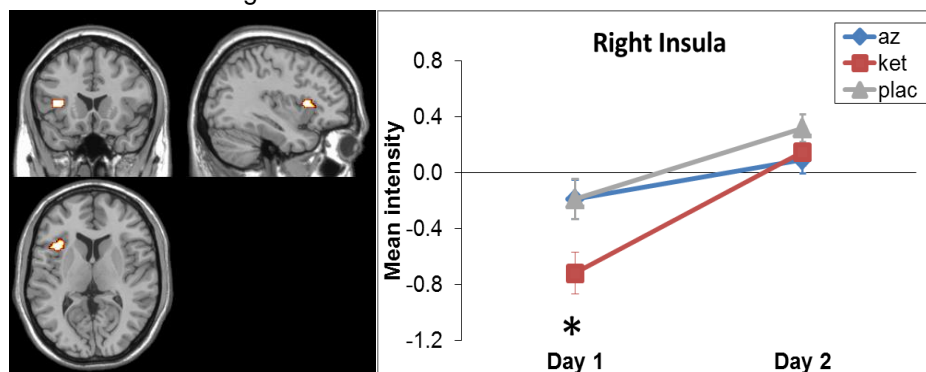 Right Insula
az
ket
plac
0.8
0.4
0.0
-0.4
-0.8
-1.2
Mean intensity
*
Day 1
Day 2